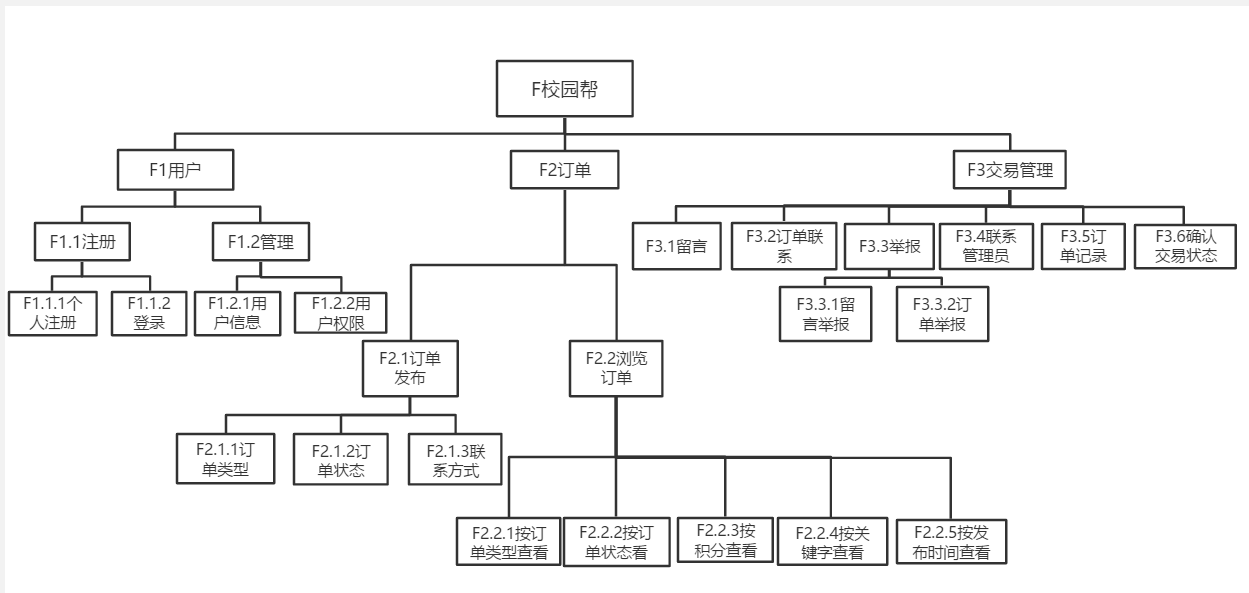 F校园帮
F1用户
F2订单
F3交易管理
F1.1注册
F1.2管理
F3.1留言
F3.2订单联
系
F3.3举报
F3.4联系
管理员
F3.5订
单记录
F3.6确认
交易状态
F1.1.1个
人注册
F1.1.2
登录
F1.2.1用
户信息
F1.2.2用
户权限
F3.3.1留
言举报
F3.3.2订
单举报
F2.1订单
发布
F2.2浏览
订单
F2.1.1订
单类型
F2.1.2订
单状态
F2.1.3联
系方式
F2.2.1按订
单类型查看
F2.2.2按订
单状态看
F2.2.3按
积分查看
F2.2.4按关
键字查看
F2.2.5按发
布时间查看